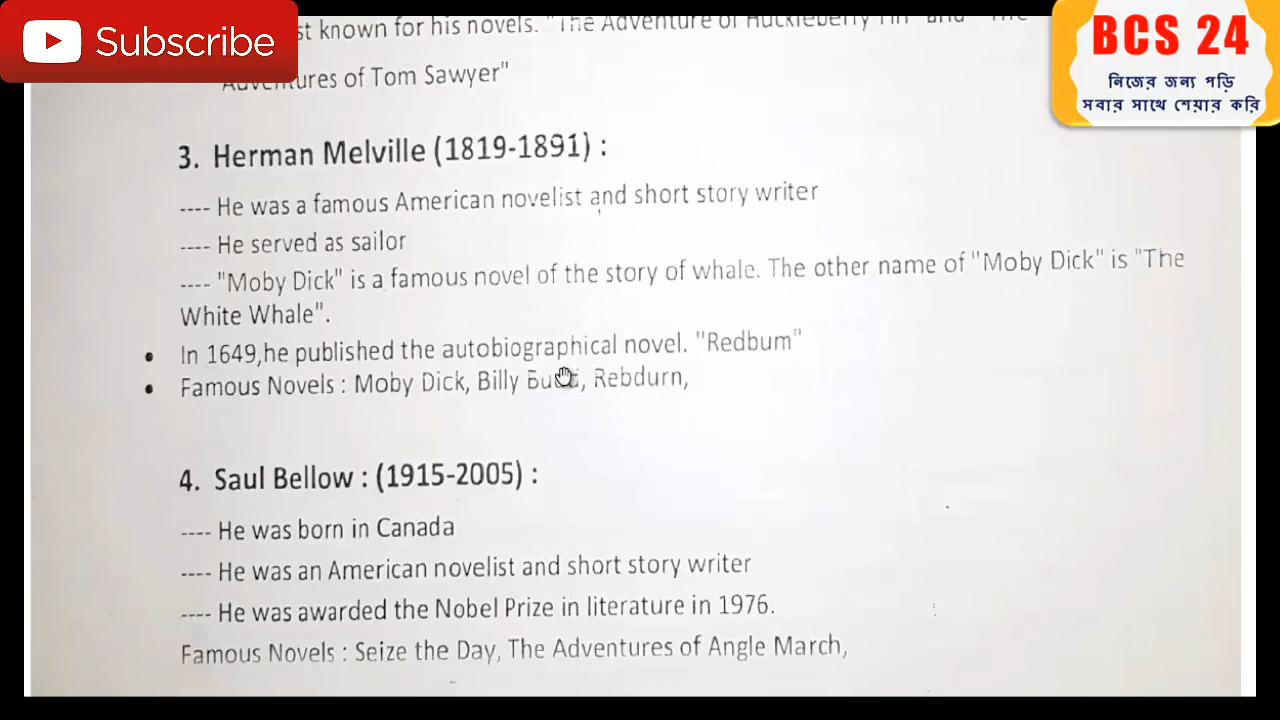 Subscribe
BCS 24
নিজের জন্য পড়ি
সবার সাথে শেয়ার করি
st known for his novels. "The Adventure of Huckleberry Fin" and "The
Adventures of Tom Sawyer"
3. Herman Melville (1819-1891) :
---- He was a famous American novelist and short story writer
---- He served as sailor
---- "Moby Dick" is a famous novel of the story of whale. The other name of "Moby Dick" is "The
White Whale".
• In 1649,he published the autobiographical novel. "Redbum"
• Famous Novels : Moby Dick, Billy Rebdurn,
4. Saul Bellow : (1915-2005) :
---- He was born in Canada
---- He was an American novelist and short story writer
---- He was awarded the Nobel Prize in literature in 1976.
Famous Novels : Seize the Day, The Adventures of Angle March,